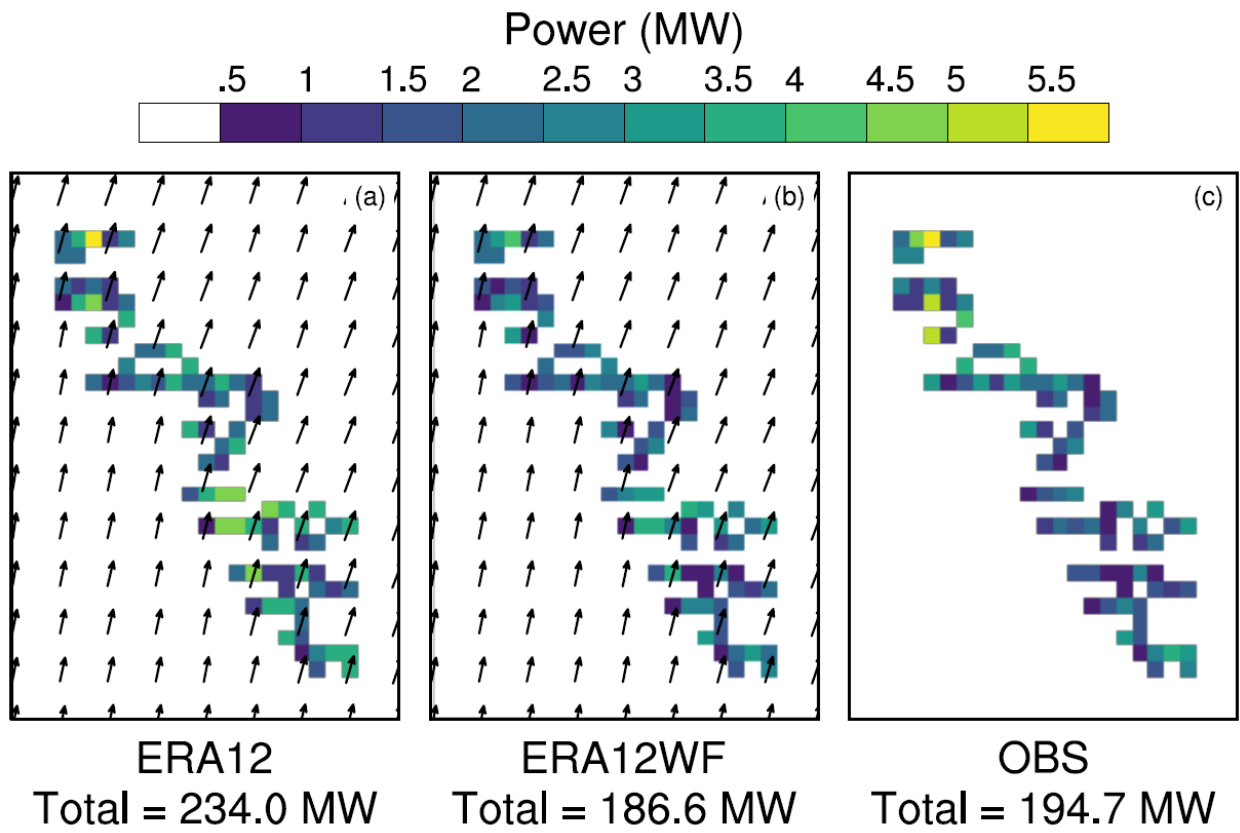 Power (MW)
.5 1 1.5 2 2.5 3 3.5 4 4.5 5 5.5
(a) (b) (c)
ERA12 ERA12WF OBS
Total = 234.0 MW Total = 186.6 MW Total = 194.7 MW